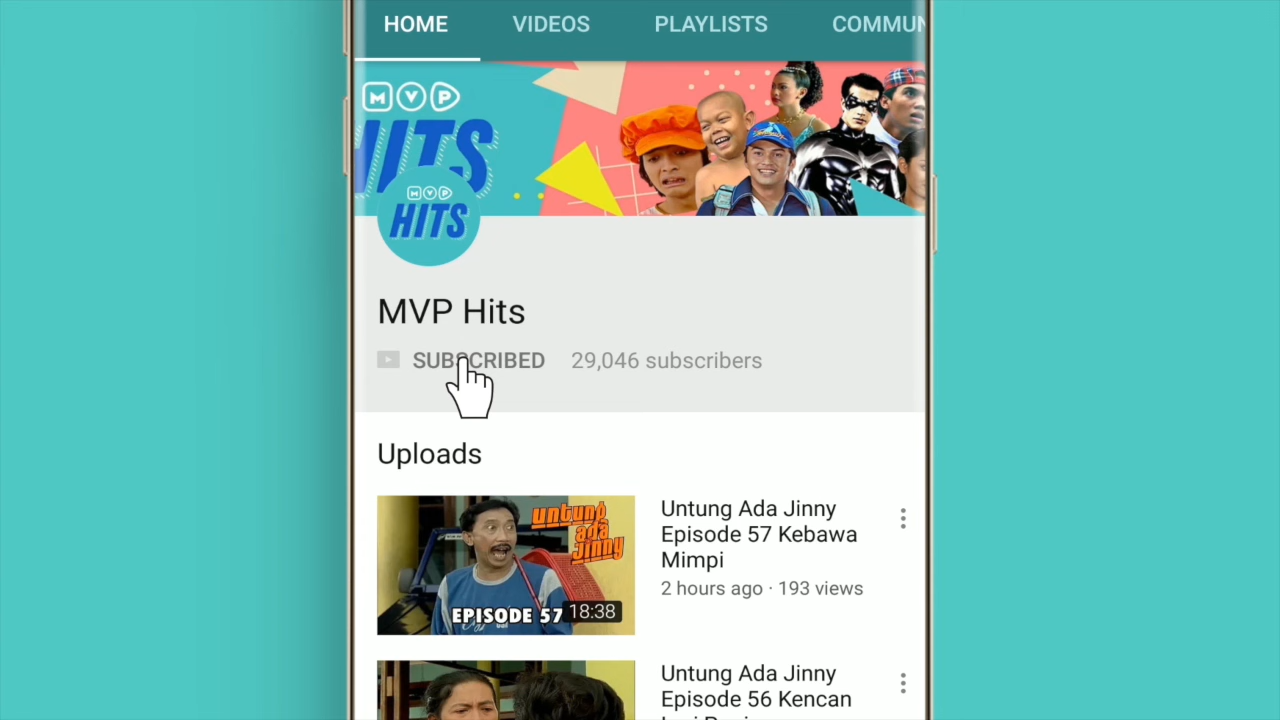 HOME VIDEOS PLAYLISTS COMMUN
MVP
HITS
MVP
HITS
MVP Hits
SUBSCRIBED 29,046 subscribers
Uploads
untung
ada
jinny
EPISODE 57 18:38
Untung Ada Jinny
Episode 57 Kebawa
Mimpi
2 hours ago · 193 views
Untung Ada Jinny
Episode 56 Kencan